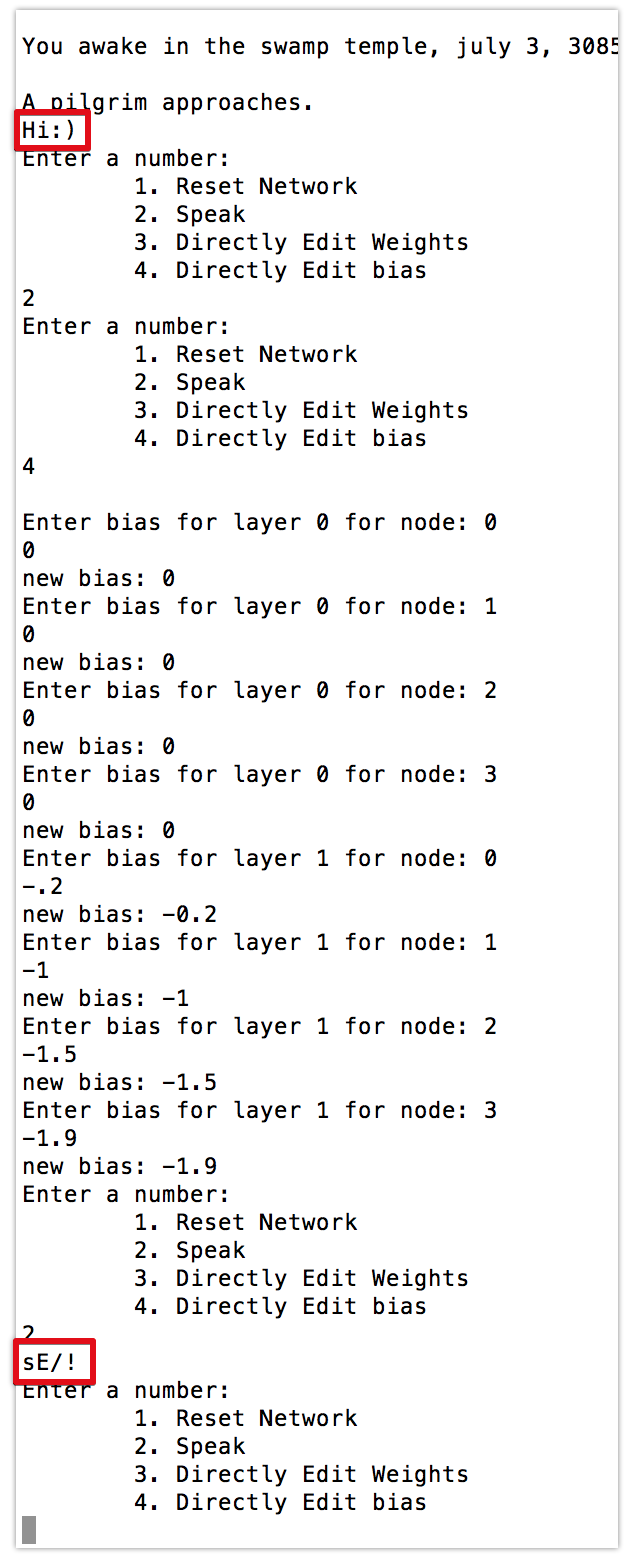 You awake in the swamp temple, july 3, 3085
A pilgrim approaches.
Hi:)
Enter a number:
1. Reset Network
2. Speak
3. Directly Edit Weights
4. Directly Edit bias
2
Enter a number:
1. Reset Network
2. Speak
3. Directly Edit Weights
4. Directly Edit bias
4
Enter bias for layer 0 for node: 0
0
new bias: 0
Enter bias for layer 0 for node: 1
0
new bias: 0
Enter bias for layer 0 for node: 2
0
new bias: 0
Enter bias for layer 0 for node: 3
0
new bias: 0
Enter bias for layer 1 for node: 0
-.2
new bias: -0.2
Enter bias for layer 1 for node: 1
-1
new bias: -1
Enter bias for layer 1 for node: 2
-1.5
new bias: -1.5
Enter bias for layer 1 for node: 3
-1.9
new bias: -1.9
Enter a number:
1. Reset Network
2. Speak
3. Directly Edit Weights
4. Directly Edit bias
2
sE/!
Enter a number:
1. Reset Network
2. Speak
3. Directly Edit Weights
4. Directly Edit bias